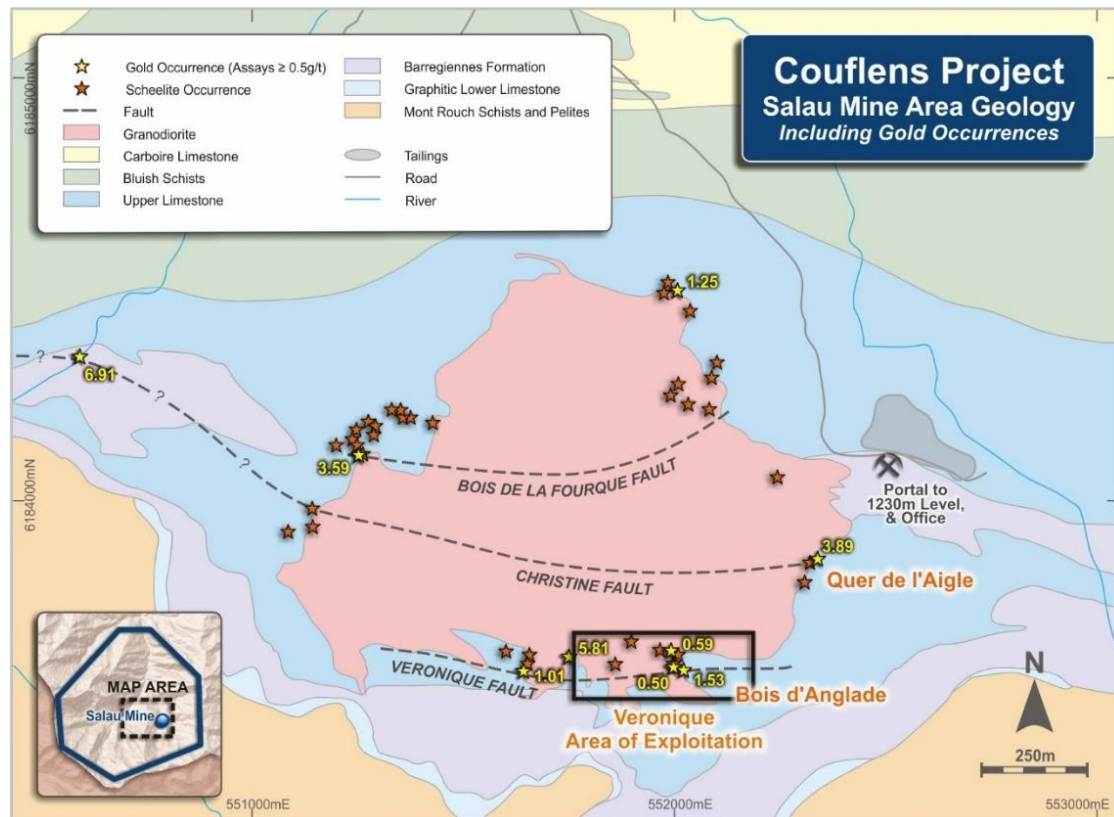 Couflens Project
Salau Mine Area Geology
Including Gold Occurrences
Gold Occurrence (Assays ≥ 0.5g/t)
Scheelite Occurrence
Fault
Granodiorite
Carboire Limestone
Bluish Schists
Upper Limestone
Barregiennes Formation
Graphitic Lower Limestone
Mont Rouch Schists and Pelites
Tailings
Road
River
6185000mN
1.25
?
6.91
?
?
3.59
BOIS DE LA FOURQUE FAULT
6184000mN
Portal to
1230m Level,
& Office
3.89
Quer de l'Aigle
CHRISTINE FAULT
5.81
0.59
VERONIQUE FAULT
1.01
0.50
1.53
Bois d'Anglade
Veronique
Area of Exploitation
MAP AREA
Salau Mine
N
250m
551000mE
552000mE
553000mE